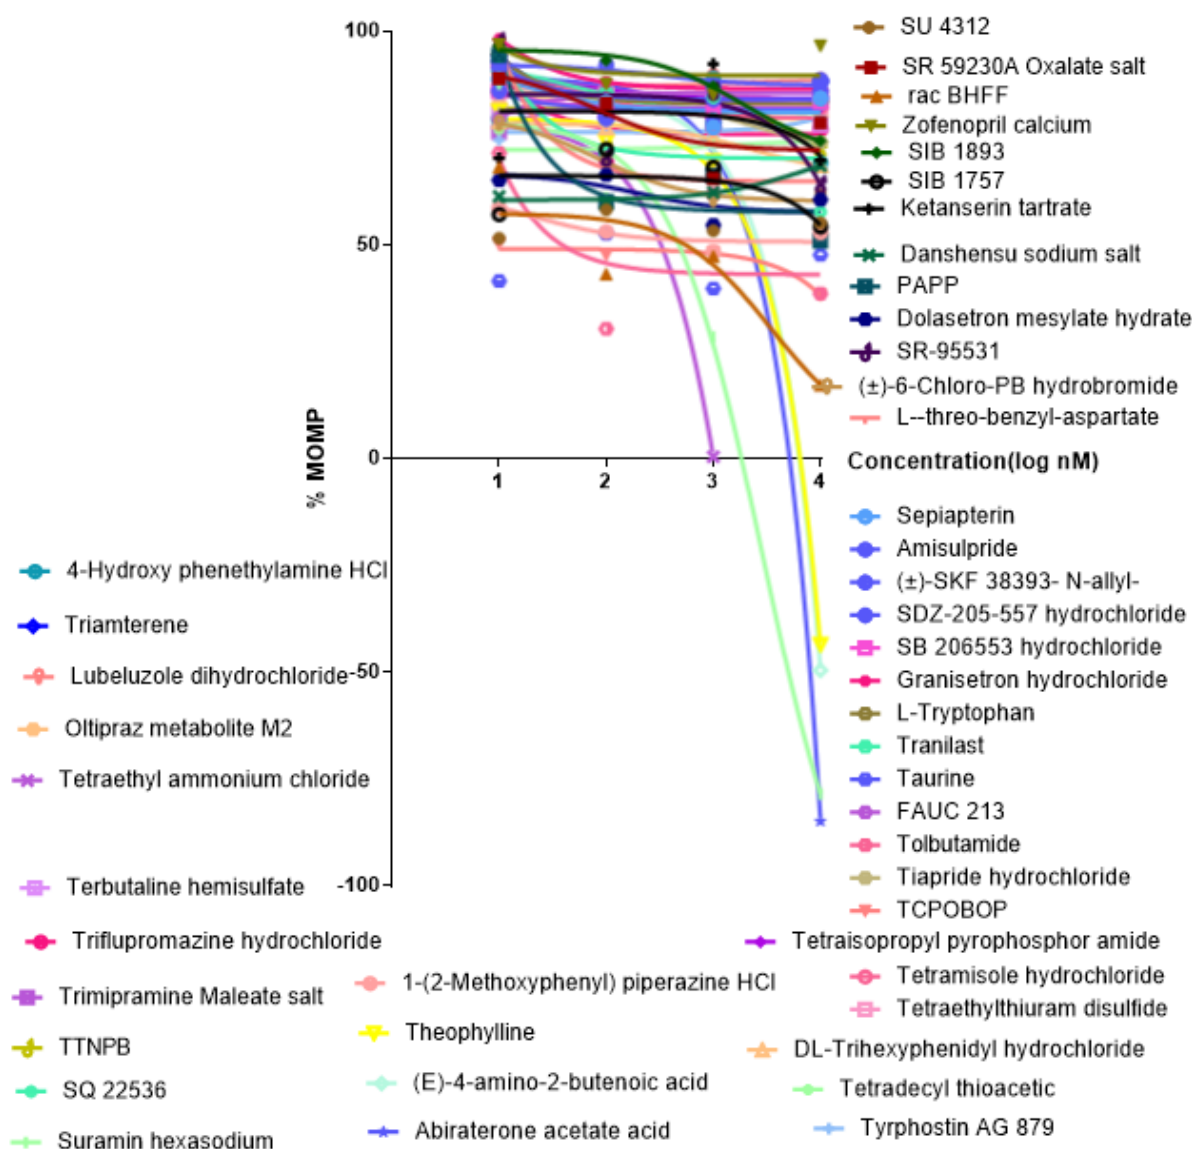 100
50
0
-50
-100
% MOMP
1
2
3
4
Concentration(log nM)
SU 4312
SR 59230A Oxalate salt
rac BHFF
Zofenopril calcium
SIB 1893
SIB 1757
Ketanserin tartrate
Danshensu sodium salt
PAPP
Dolasetron mesylate hydrate
SR-95531
(±)-6-Chloro-PB hydrobromide
L--threo-benzyl-aspartate
Sepiapterin
Amisulpride
(±)-SKF 38393- N-allyl-
SDZ-205-557 hydrochloride
SB 206553 hydrochloride
Granisetron hydrochloride
L-Tryptophan
Tranilast
Taurine
FAUC 213
Tolbutamide
Tiapride hydrochloride
TCPOBOP
Tetraisopropyl pyrophosphor amide
Tetramisole hydrochloride
Tetraethylthiuram disulfide
DL-Trihexyphenidyl hydrochloride
Tetradecyl thioacetic
Tyrphostin AG 879
4-Hydroxy phenethylamine HCl
Triamterene
Lubeluzole dihydrochloride
Oltipraz metabolite M2
Tetraethyl ammonium chloride
Terbutaline hemisulfate
Triflupromazine hydrochloride
Trimipramine Maleate salt
TTNPB
SQ 22536
Suramin hexasodium
1-(2-Methoxyphenyl) piperazine HCl
Theophylline
(E)-4-amino-2-butenoic acid
Abiraterone acetate acid